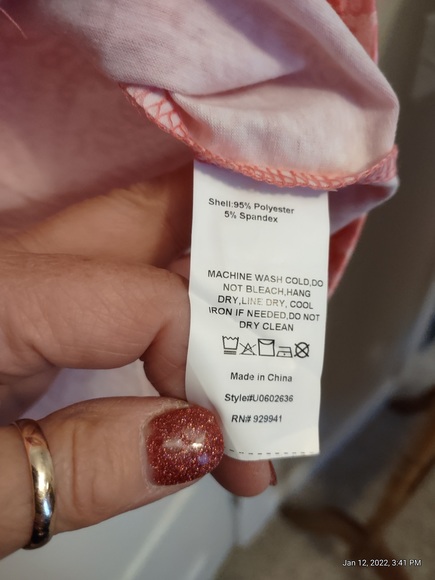 Shell:95% Polyester
5% Spandex
MACHINE WASH COLD,DO
NOT BLEACH,HANG
DRY,LINE DRY, COOL
IRON IF NEEDED,DO NOT
DRY CLEAN
Made in China
Style#U0602636
RN# 929941
Jan 12, 2022, 3:41 PM